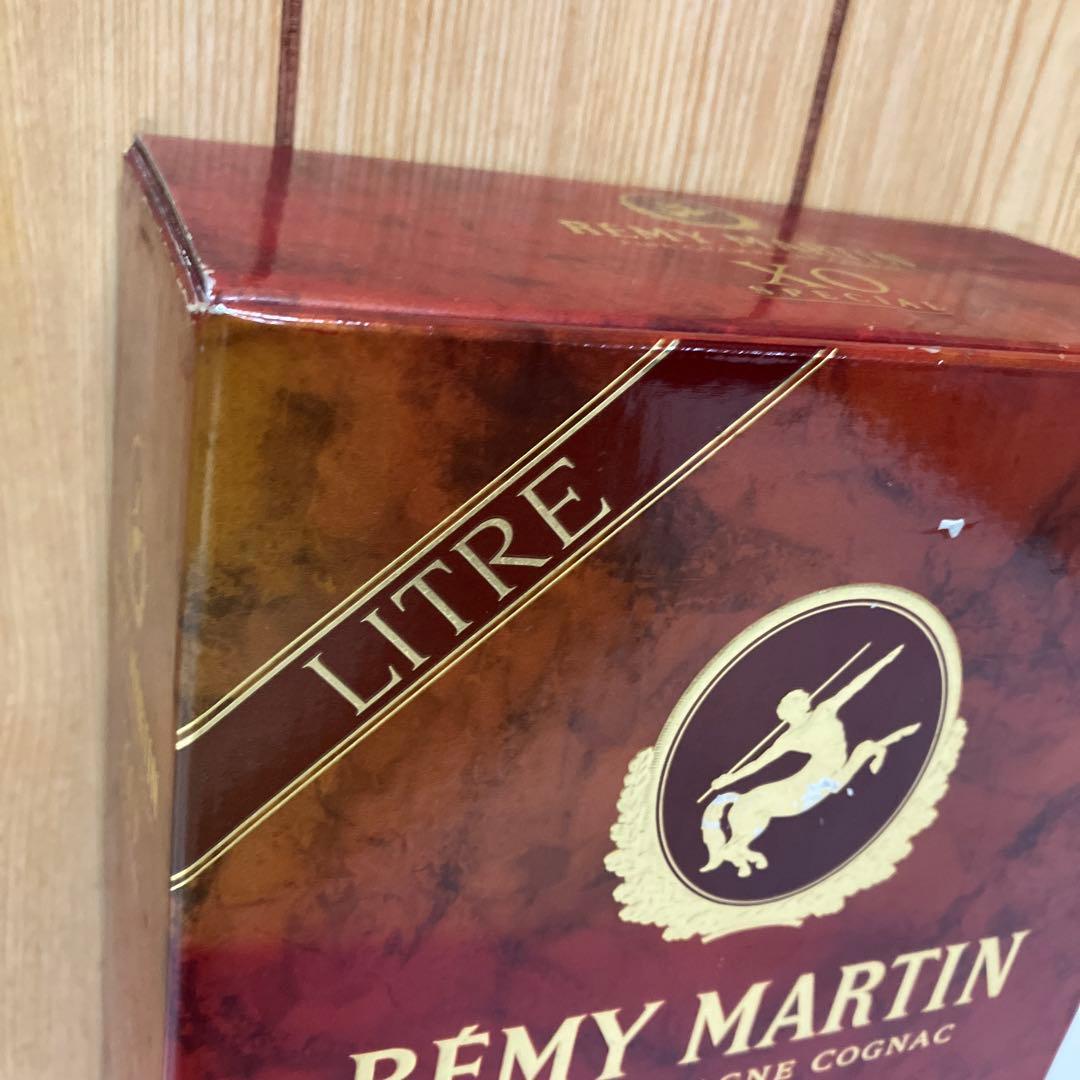 RÉMY MARTIN
XO
SPECIAL
LITRE
RÉMY MARTIN
COGNAC